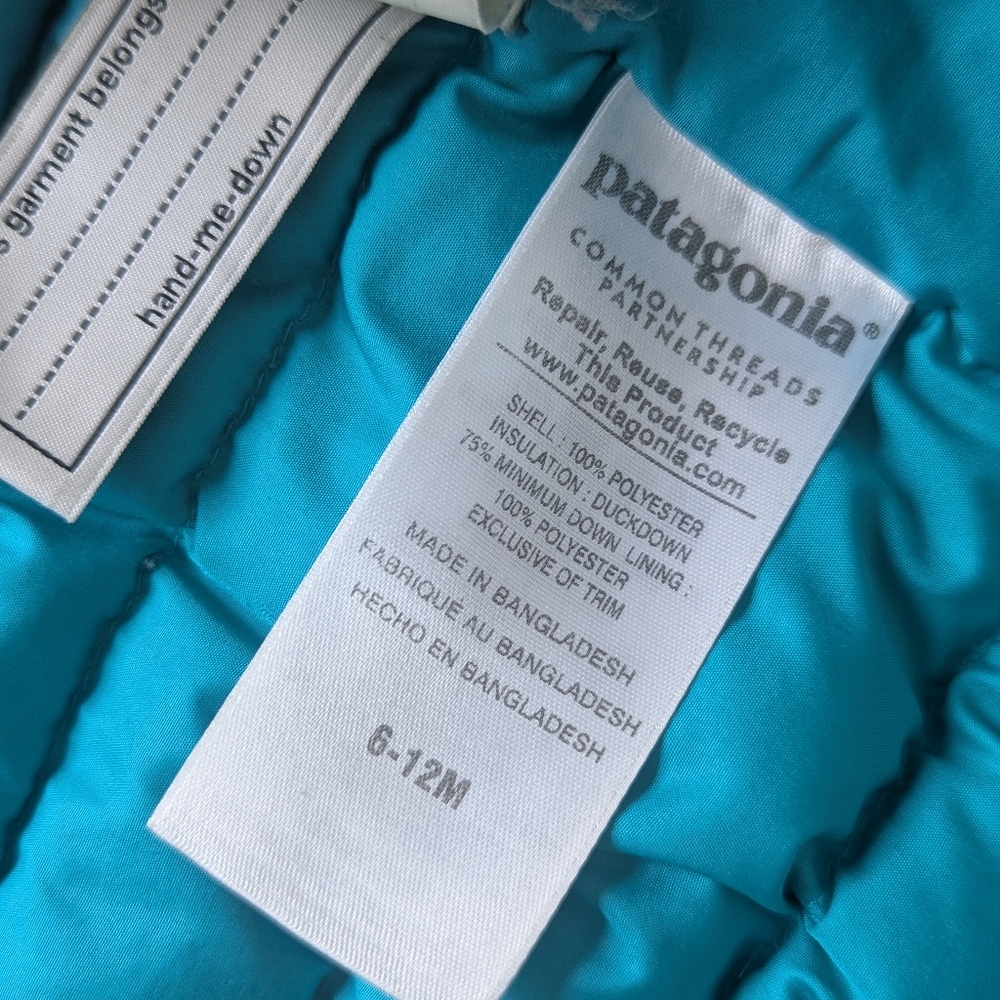 garment belongs
hand-me-down
patagonia®
COMMON THREADS
PARTNERSHIP
Repair, Reuse, Recycle
This Product
www.patagonia.com
SHELL : 100% POLYESTER
INSULATION : DUCKDOWN
75% MINIMUM DOWN LINING :
100% POLYESTER
EXCLUSIVE OF TRIM
MADE IN BANGLADESH
FABRIQUE AU BANGLADESH
HECHO EN BANGLADESH
6-12M